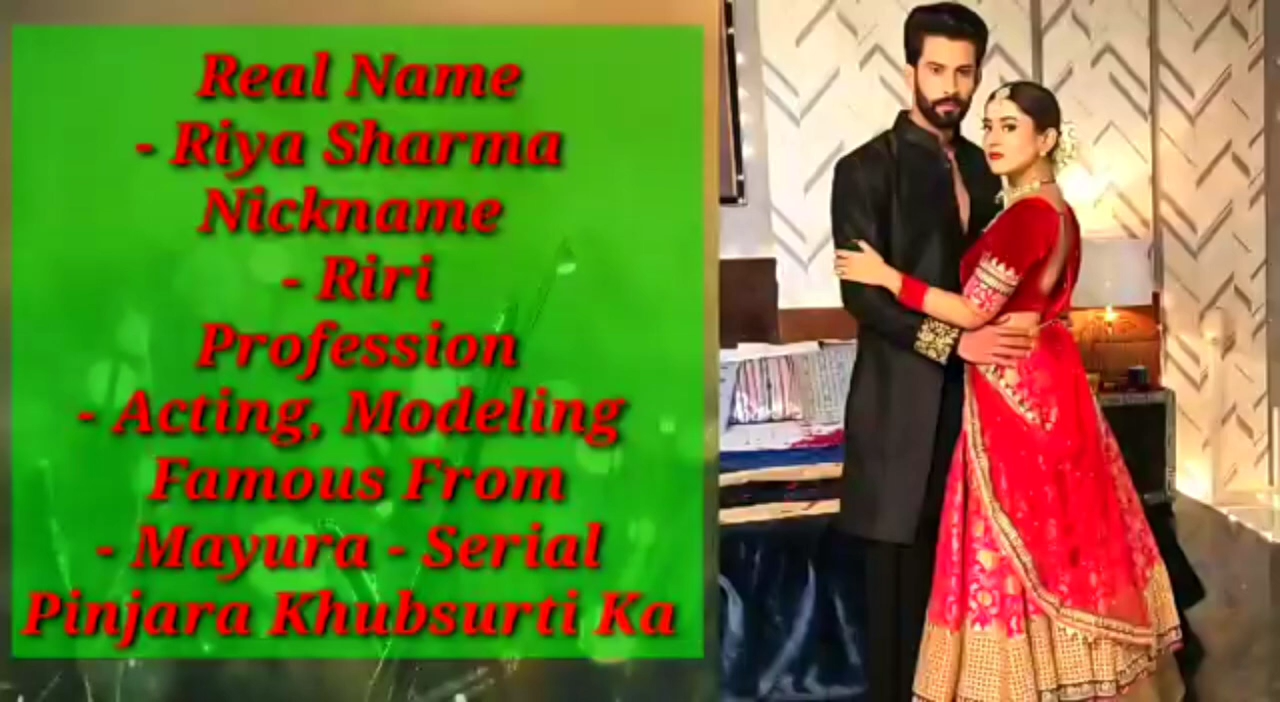 Real Name
- Riya Sharma
Nickname
- Riri
Profession
- Acting, Modeling
Famous From
- Mayura - Serial
Pinjara Khubsurti Ka